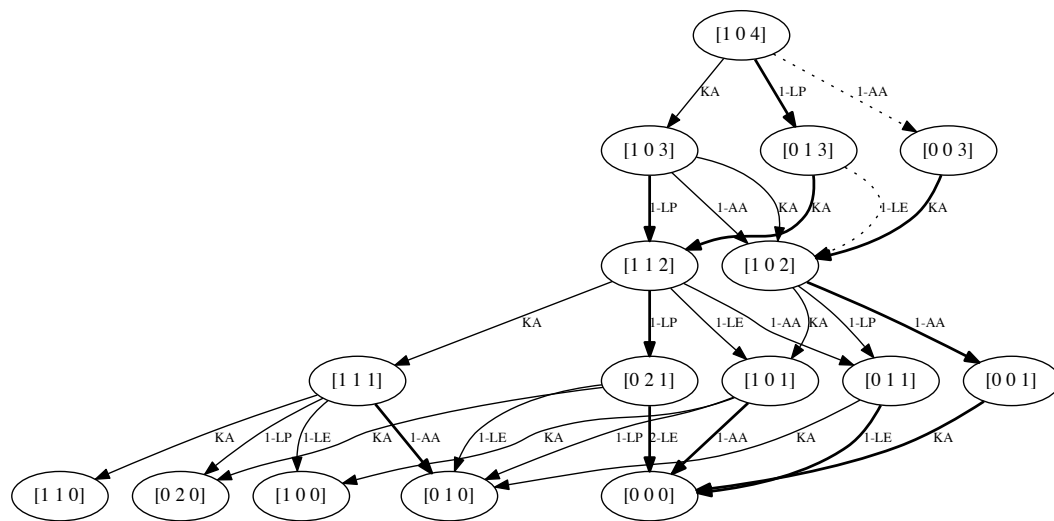 [1 0 4]
KA 1-LP 1-AA
[1 0 3] [0 1 3] [0 0 3]
1-LP 1-AA KA KA 1-LE KA
[1 1 2] [1 0 2]
KA 1-LP 1-LE 1-AA KA 1-LP 1-AA
[1 1 1] [0 2 1] [1 0 1] [0 1 1] [0 0 1]
KA 1-LP 1-LE 1-AA KA 1-LE 2-LE KA 1-LP 1-AA KA 1-LE KA
[1 1 0] [0 2 0] [1 0 0] [0 1 0] [0 0 0]